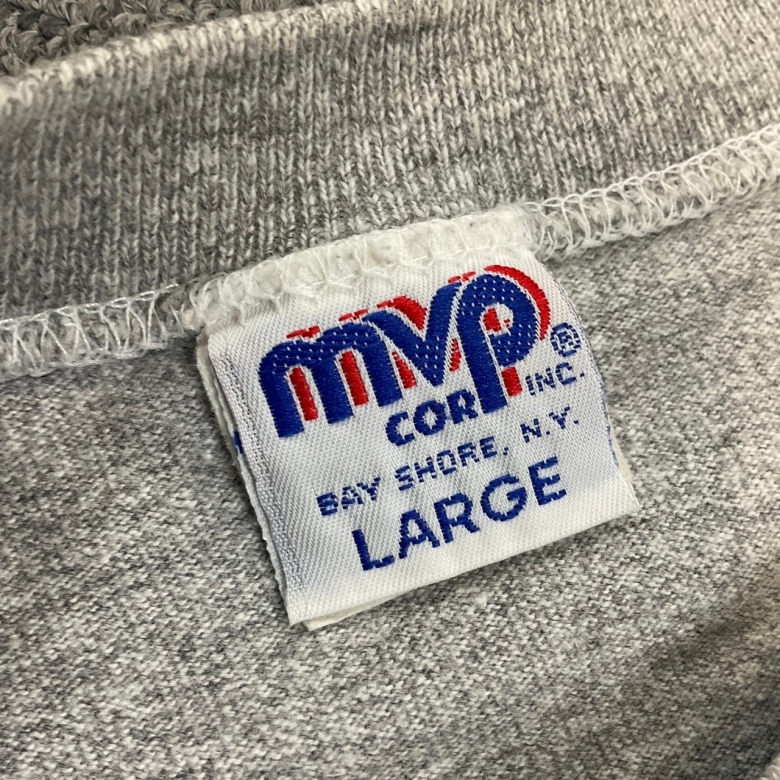 mvp®
CORP INC.
BAY SHORE, N.Y.
LARGE